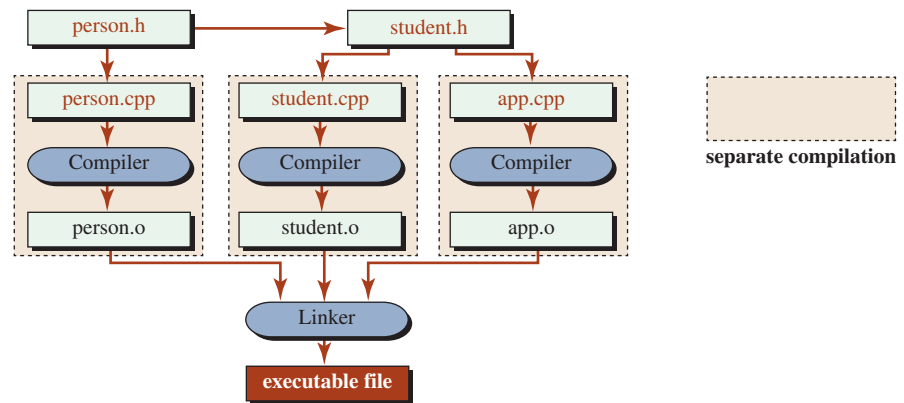 person.h
student.h
person.cpp
student.cpp
app.cpp
Compiler
Compiler
Compiler
separate compilation
person.o
student.o
app.o
Linker
executable file